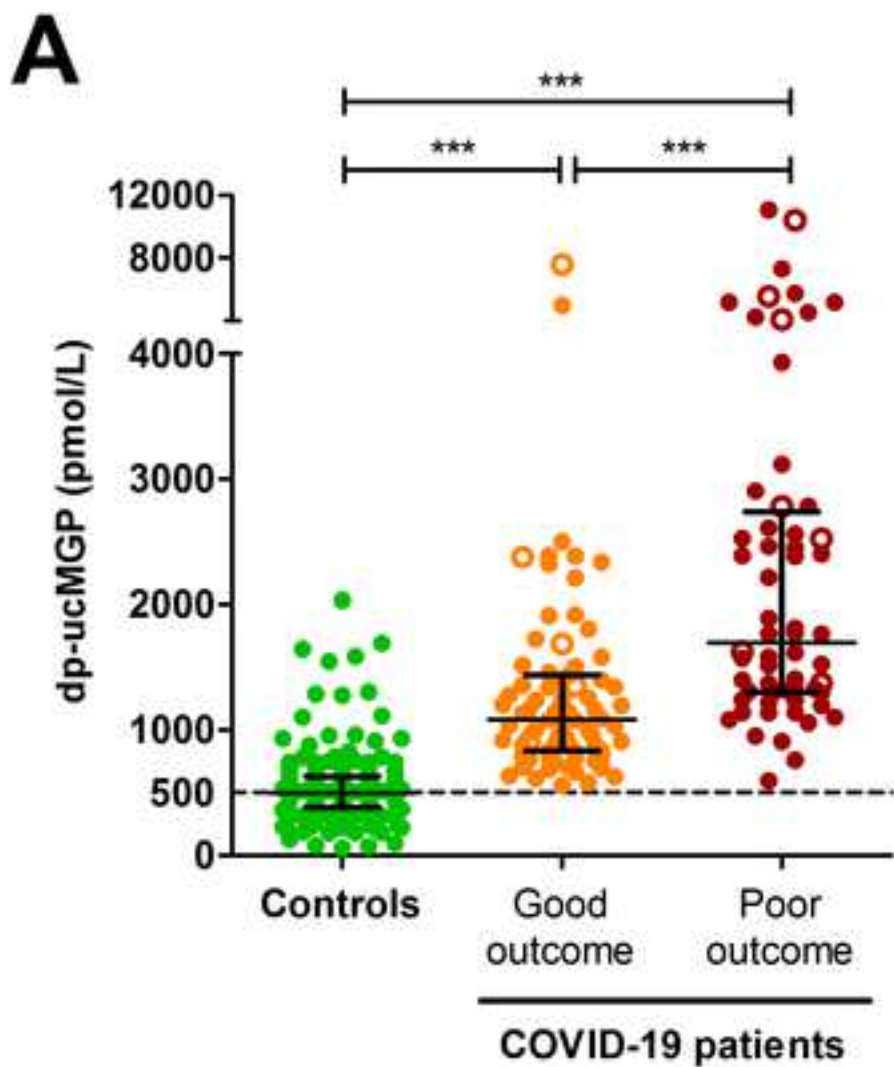 A
***
*** ***
12000
8000
4000
3000
2000
1000
500
0
dp-ucMGP (pmol/L)
Controls Good outcome Poor outcome
COVID-19 patients